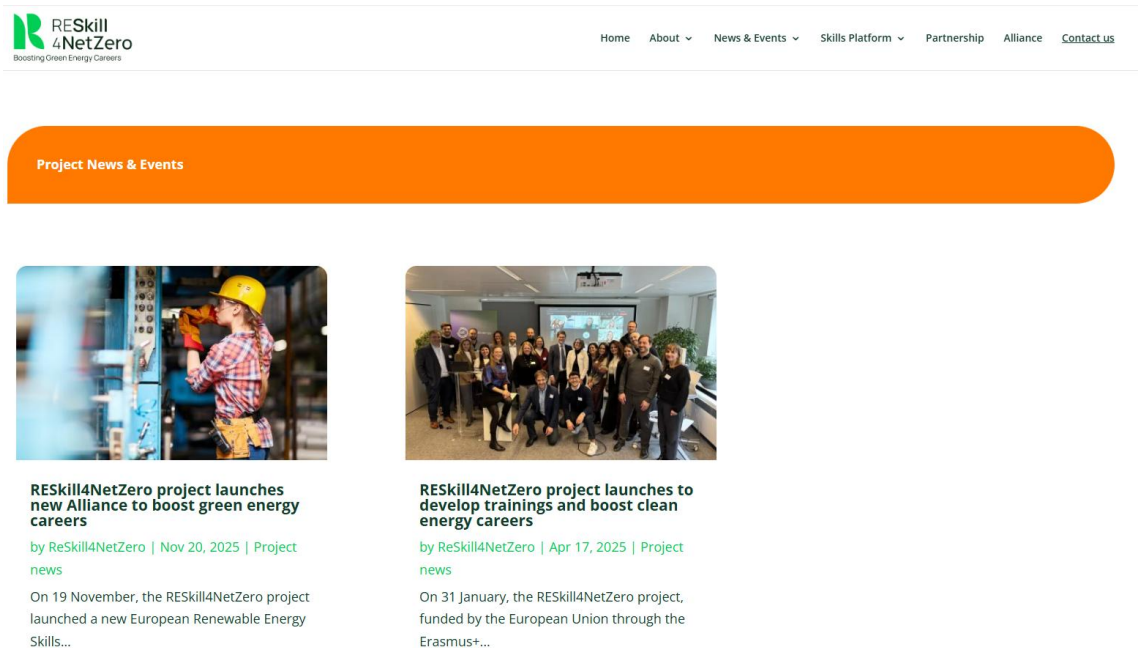 RESkill
4NetZero
Boosting Green Energy Careers
Home About News & Events Skills Platform Partnership Alliance Contact us
Project News & Events
RESkill4NetZero project launches
new Alliance to boost green energy
careers
by ReSkill4NetZero | Nov 20, 2025 | Project
news
On 19 November, the RESkill4NetZero project
launched a new European Renewable Energy
Skills...
RESkill4NetZero project launches to
develop trainings and boost clean
energy careers
by ReSkill4NetZero | Apr 17, 2025 | Project
news
On 31 January, the RESkill4NetZero project,
funded by the European Union through the
Erasmus+...